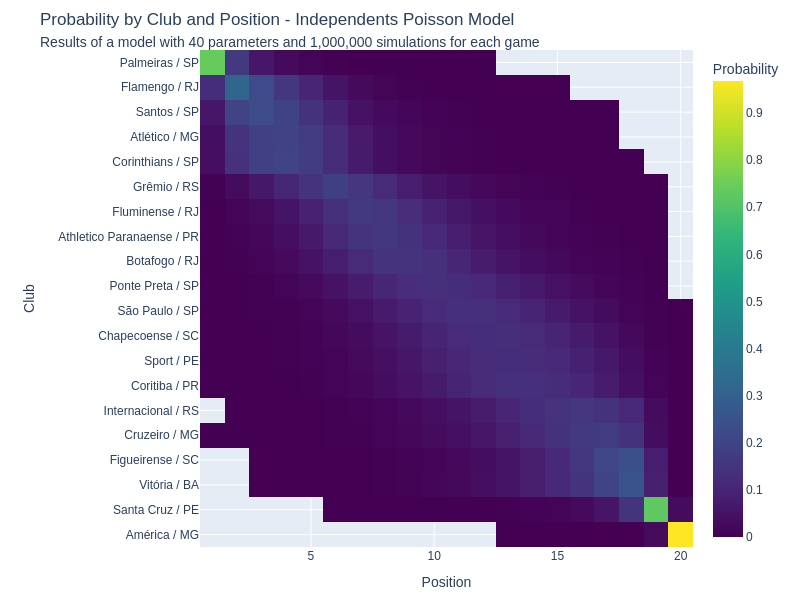 Probability by Club and Position - Independents Poisson Model
Results of a model with 40 parameters and 1,000,000 simulations for each game
Probability
Club
Palmeiras / SP
Flamengo / RJ
Santos / SP
Atlético / MG
Corinthians / SP
Grêmio / RS
Fluminense / RJ
Athletico Paranaense / PR
Botafogo / RJ
Ponte Preta / SP
São Paulo / SP
Chapecoense / SC
Sport / PE
Coritiba / PR
Internacional / RS
Cruzeiro / MG
Figueirense / SC
Vitória / BA
Santa Cruz / PE
América / MG
0.9
0.8
0.7
0.6
0.5
0.4
0.3
0.2
0.1
0
5 10 15 20
Position